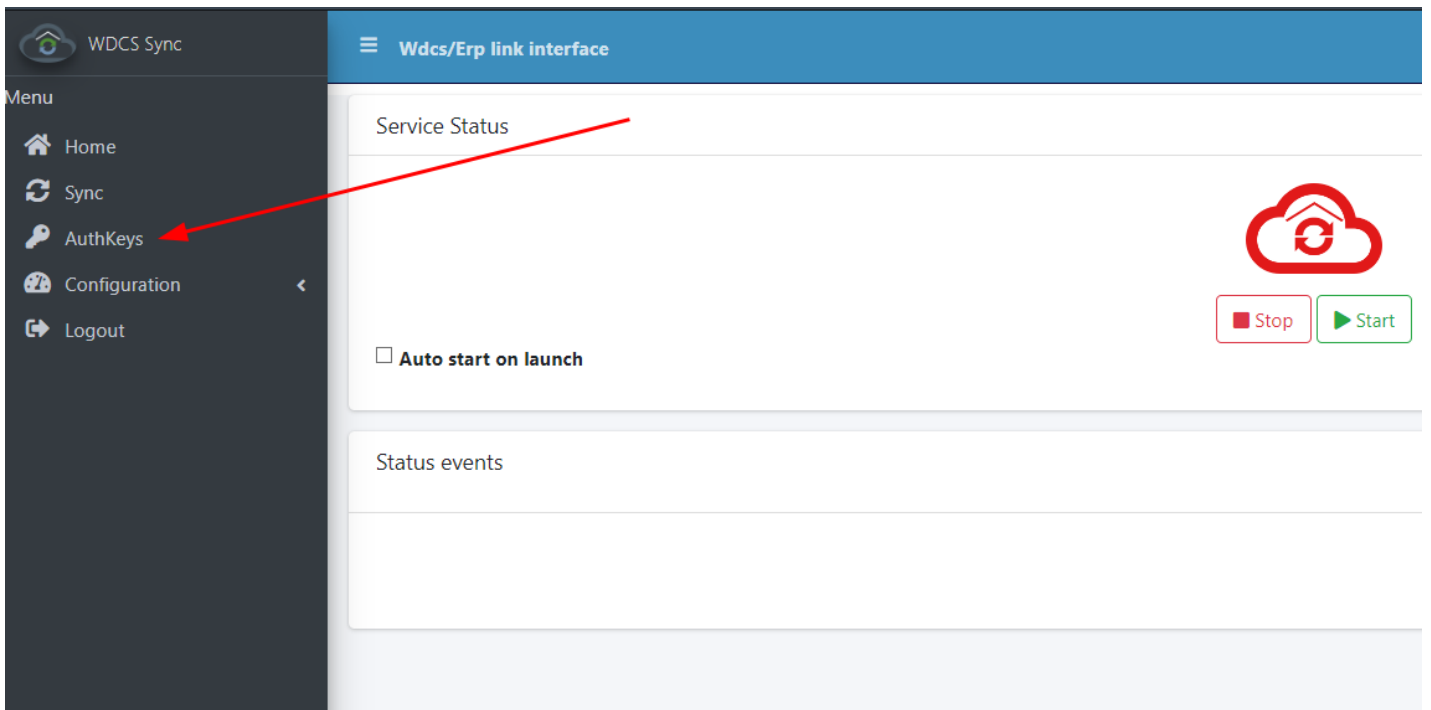 WDCS Sync
Wdcs/Erp link interface
Menu
Home
Sync
AuthKeys
Configuration
Logout
Service Status
Stop
Start
Auto start on launch
Status events